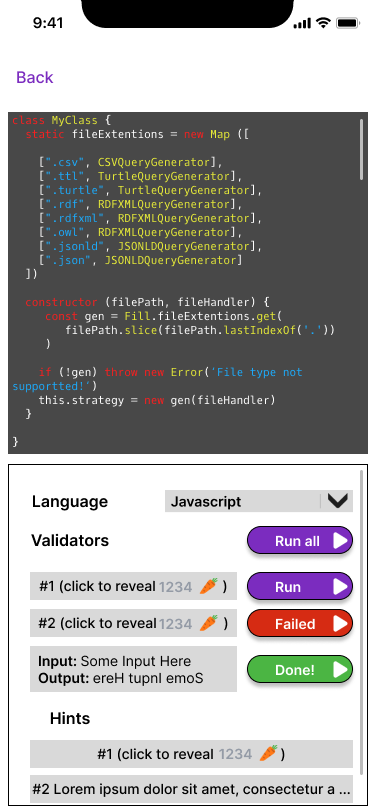 9:41
Back
class MyClass {
static fileExtentions = new Map ([
[".csv", CSVQueryGenerator],
[".ttl", TurtleQueryGenerator],
[".turtle", TurtleQueryGenerator],
[".rdf", RDFXMLQueryGenerator],
[".rdfxml", RDFXMLQueryGenerator],
[".owl", RDFXMLQueryGenerator],
[".jsonld", JSONLDQueryGenerator],
[".json", JSONLDQueryGenerator]
])
constructor (filePath, fileHandler) {
const gen = Fill.fileExtentions.get(
filePath.slice(filePath.lastIndexOf('.'))
)
if (!gen) throw new Error('File type not
supportted!')
this.strategy = new gen(fileHandler)
}
}
Language Javascript
Validators Run all
#1 (click to reveal 1234 🥕 ) Run
#2 (click to reveal 1234 🥕 ) Failed
Input: Some Input Here
Output: ereH tupnI emoS Done!
Hints
#1 (click to reveal 1234 🥕 )
#2 Lorem ipsum dolor sit amet, consectetur a ...